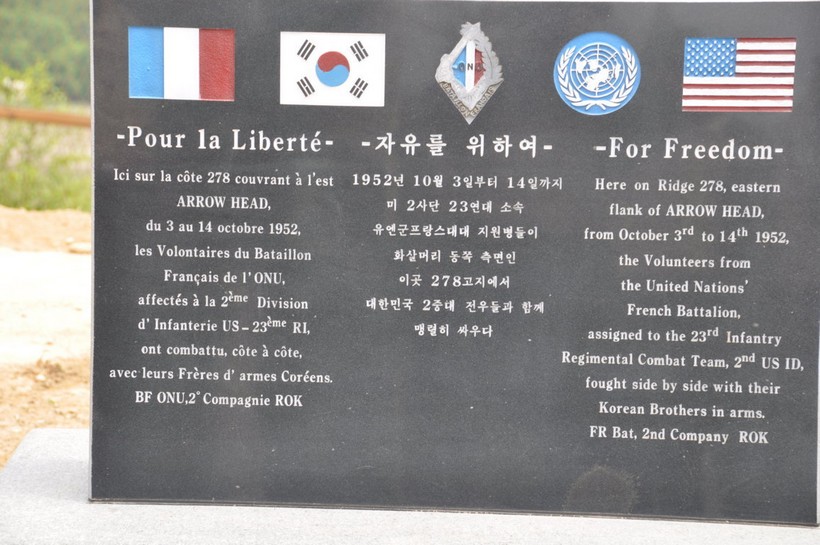 -Pour la Liberté-
Ici sur la côte 278 couvrant à l'est
ARROW HEAD,
du 3 au 14 octobre 1952,
les Volontaires du Bataillon
Français de l'ONU,
affectés à la 2ème Division
d' Infanterie US-23ème RI,
ont combattu, côte à côte,
avec leurs Frères d' armes Coréens.
BF ONU,2° Compagnie ROK
-자유를 위하여-
1952년 10월 3일부터 14일까지
미 2사단 23연대 소속
유엔군프랑스대대 지원병들이
화살머리 동쪽 측면인
이곳 278고지에서
대한민국 2중대 전우들과 함께
맹렬히 싸우다
-For Freedom-
Here on Ridge 278, eastern
flank of ARROW HEAD,
from October 3rd to 14th 1952,
the Volunteers from
the United Nations'
French Battalion,
assigned to the 23rd Infantry
Regimental Combat Team, 2nd US ID,
fought side by side with their
Korean Brothers in arms.
FR Bat, 2nd Company ROK